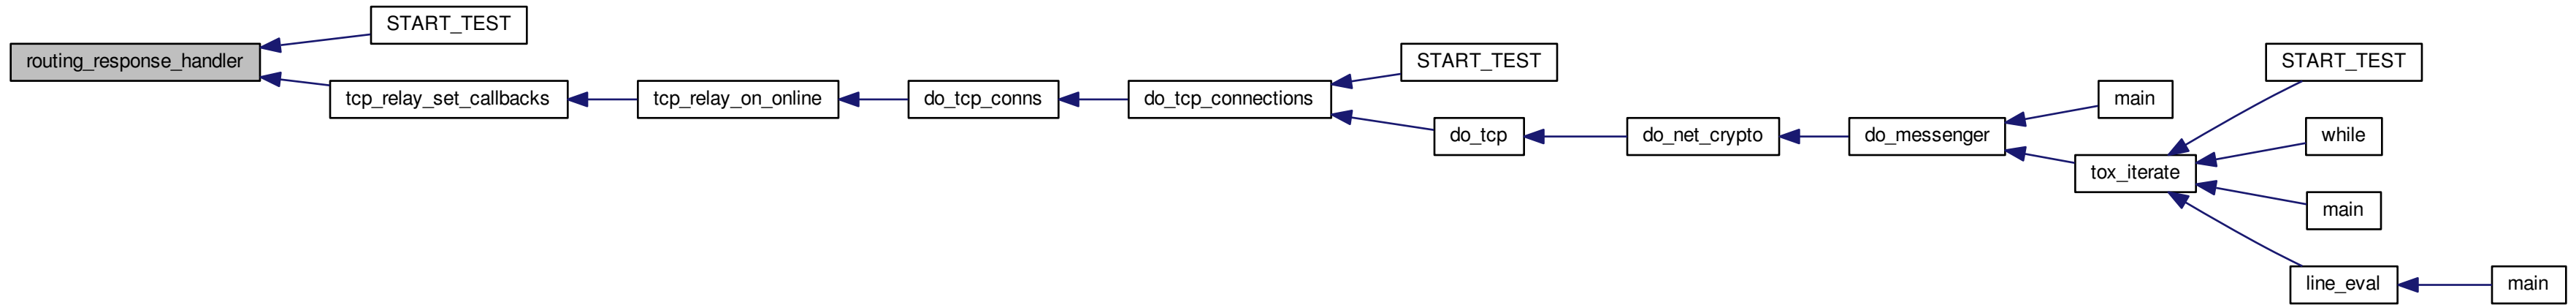 routing_response_handler
START_TEST
tcp_relay_set_callbacks
tcp_relay_on_online
do_tcp_conns
do_tcp_connections
START_TEST
do_tcp
do_net_crypto
do_messenger
main
tox_iterate
START_TEST
while
main
line_eval
main